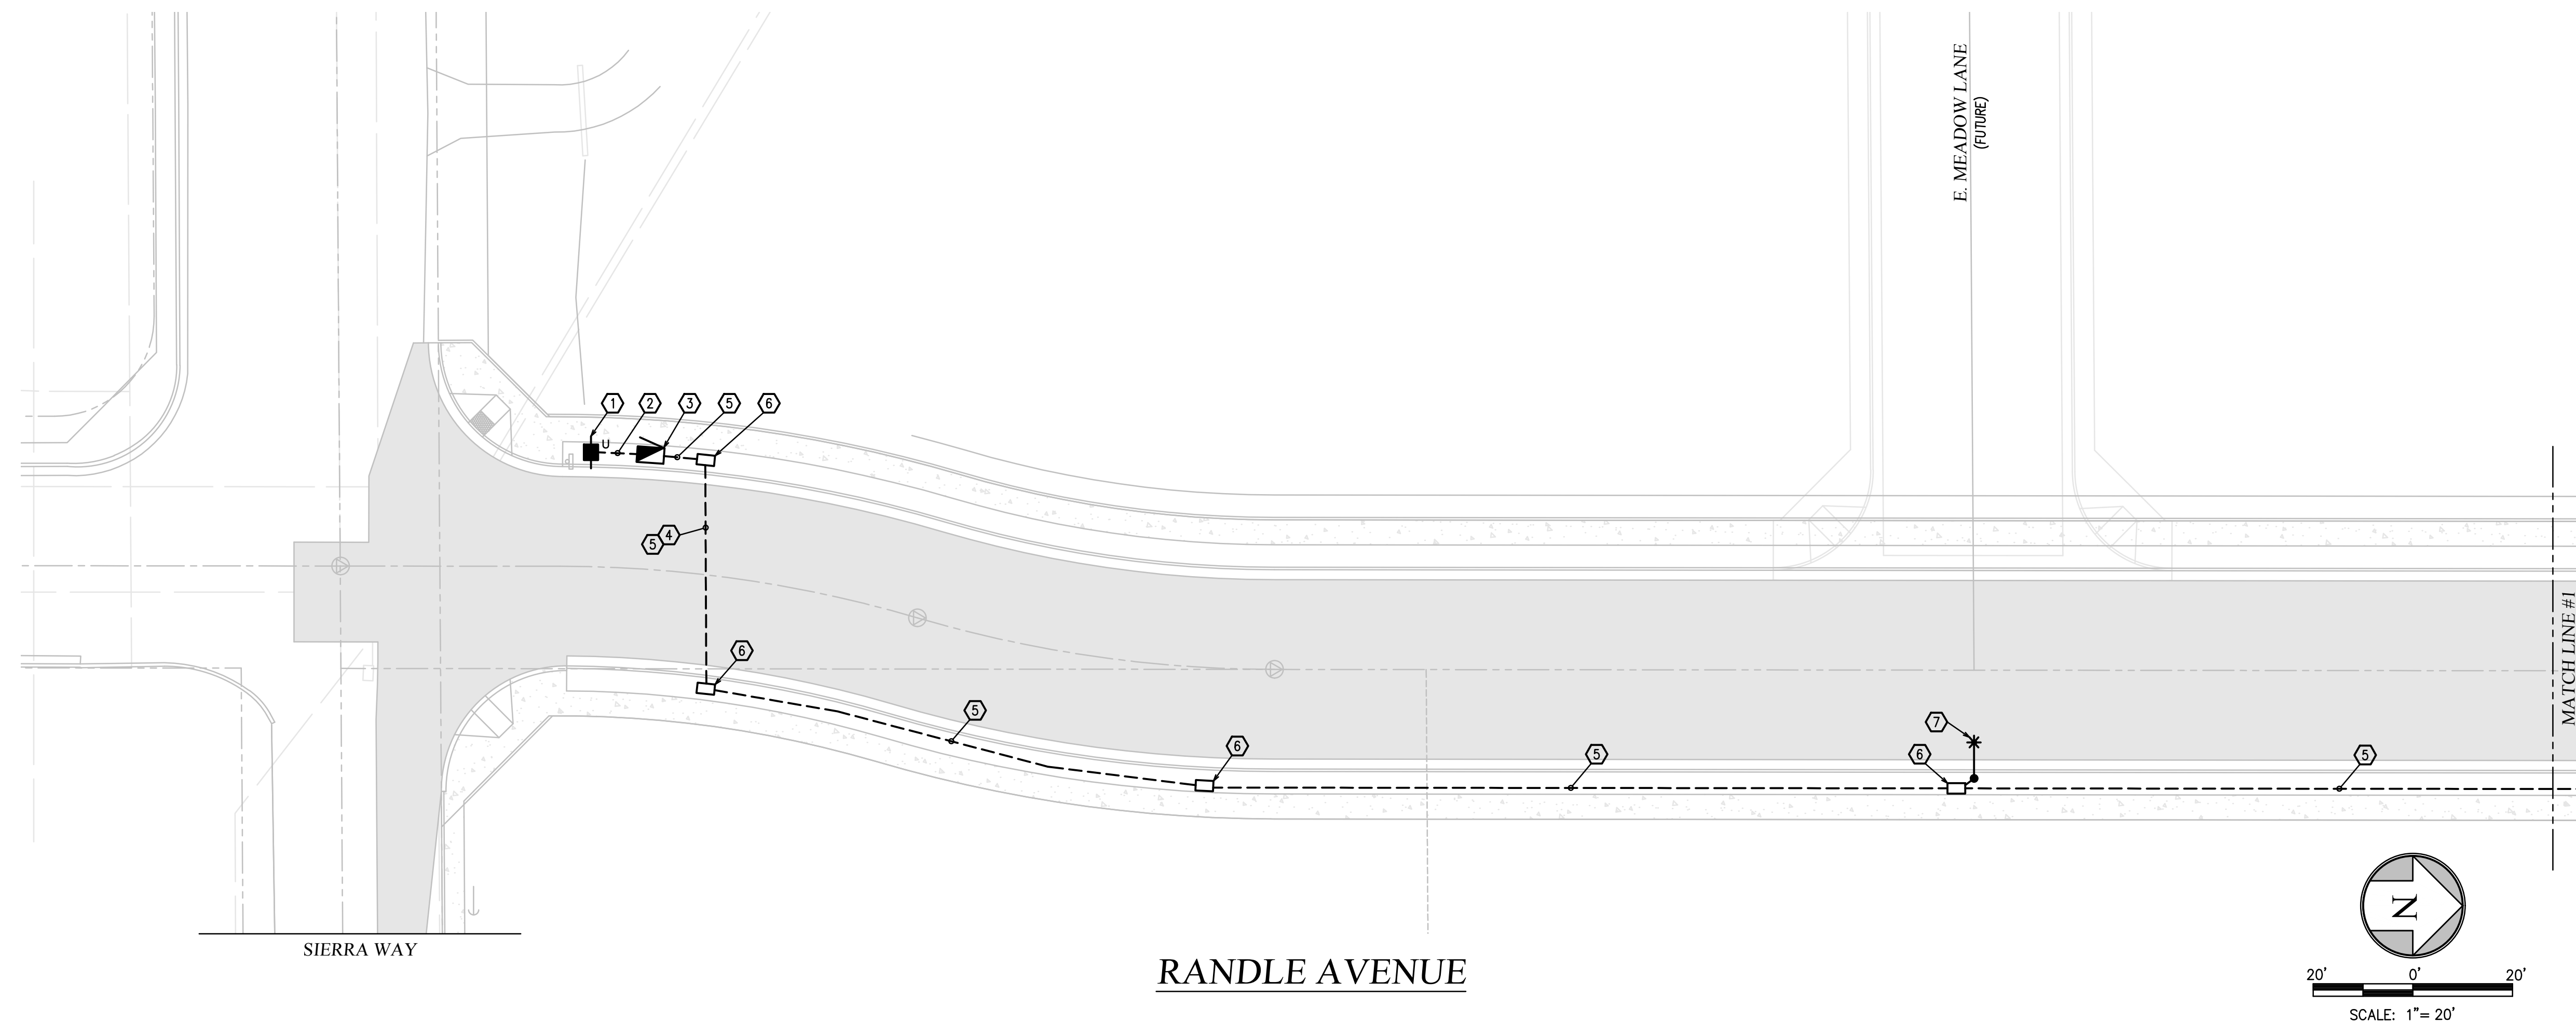 E. MEADOW LANE
(FUTURE)
1
2
3
5
6
U
5
4
6
5
6
5
6
7
5
MATCH LINE #1
N
SIERRA WAY
RANDLE AVENUE
20'
0'
20'
SCALE: 1"= 20'